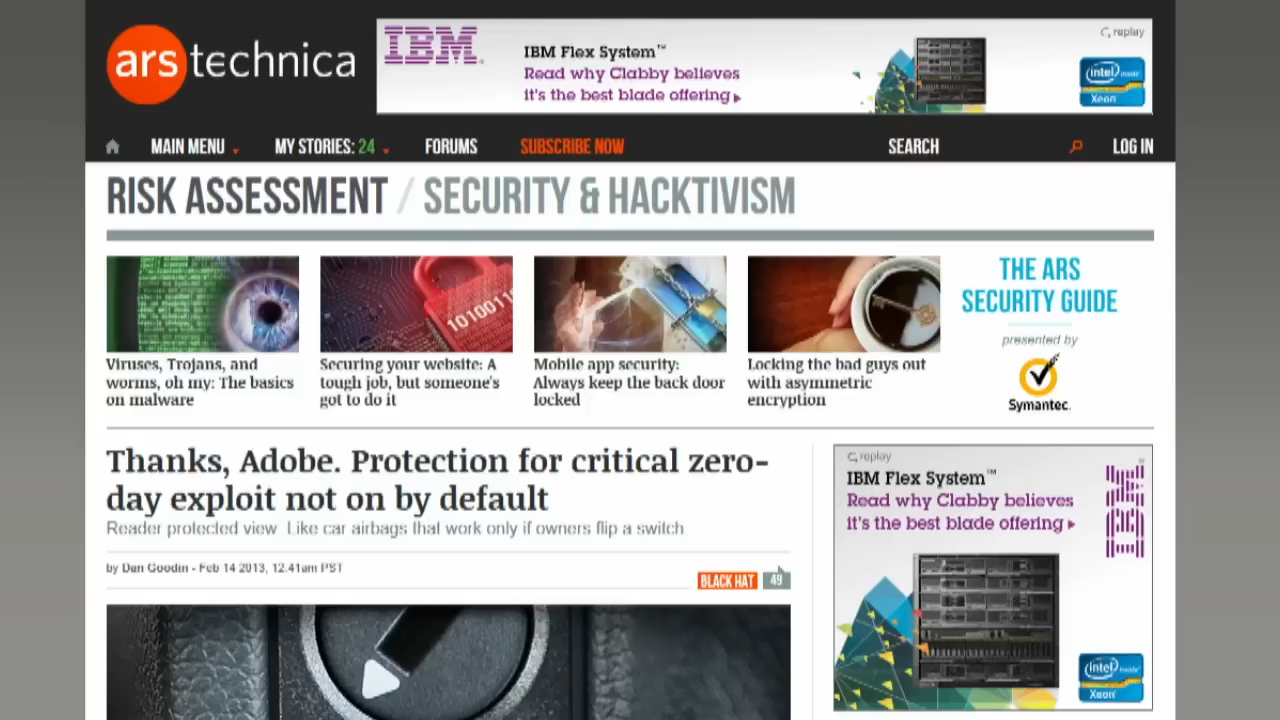 ars technica
IBM
IBM Flex System™
Read why Clabby believes
it's the best blade offering
replay
intel inside
Xeon
MAIN MENU
MY STORIES: 24
FORUMS
SUBSCRIBE NOW
SEARCH
LOG IN
RISK ASSESSMENT / SECURITY & HACKTIVISM
Viruses, Trojans, and
worms, oh my: The basics
on malware
Securing your website: A
tough job, but someone's
got to do it
1010011
Mobile app security:
Always keep the back door
locked
Locking the bad guys out
with asymmetric
encryption
THE ARS
SECURITY GUIDE
presented by
Symantec.
Thanks, Adobe. Protection for critical zero-
day exploit not on by default
Reader protected view Like car airbags that work only if owners flip a switch
by Dan Goodin - Feb 14 2013, 12:41am PST
BLACK HAT
49
replay
IBM Flex System™
Read why Clabby believes
it's the best blade offering
IBM
intel inside
Xeon